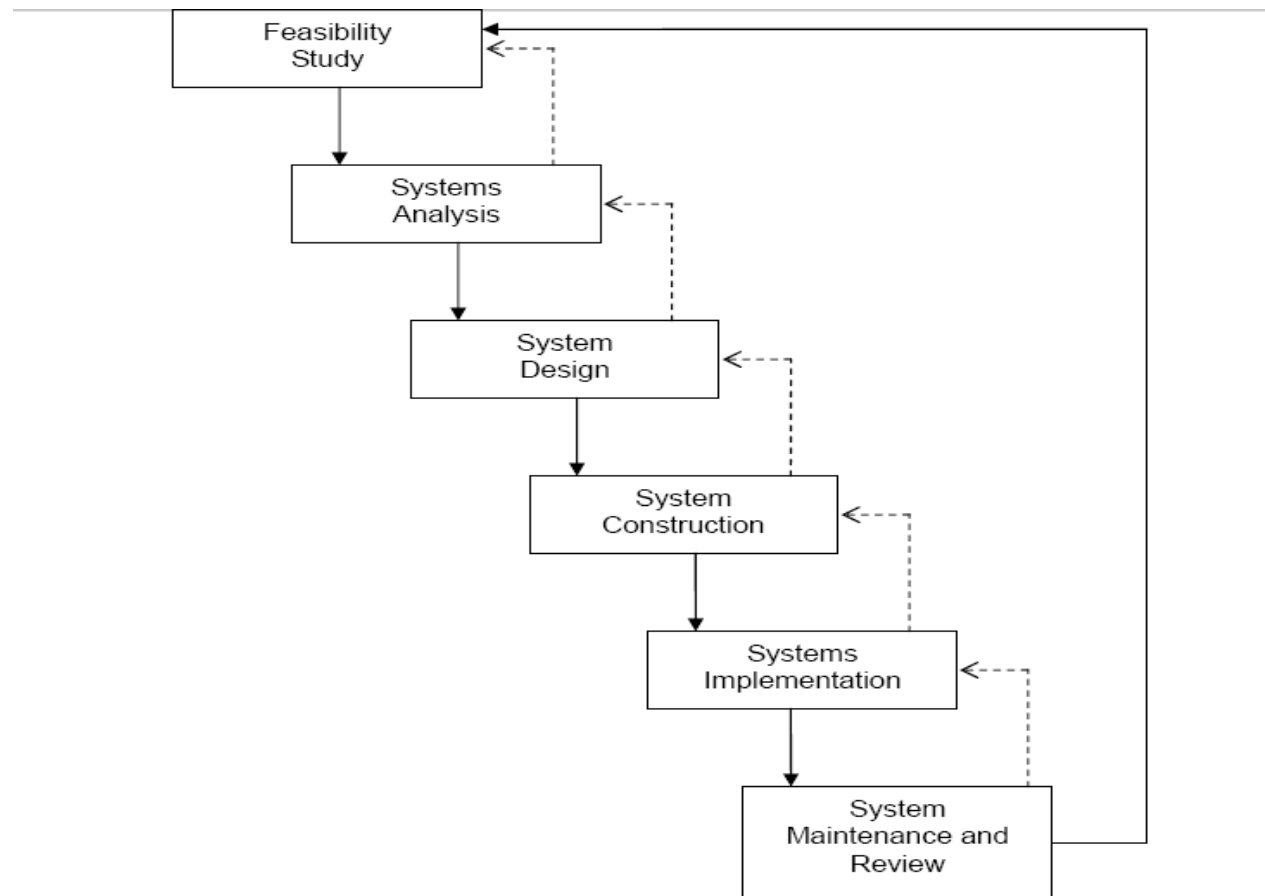 Feasibility
Study
Systems
Analysis
System
Design
System
Construction
Systems
Implementation
System
Maintenance and
Review